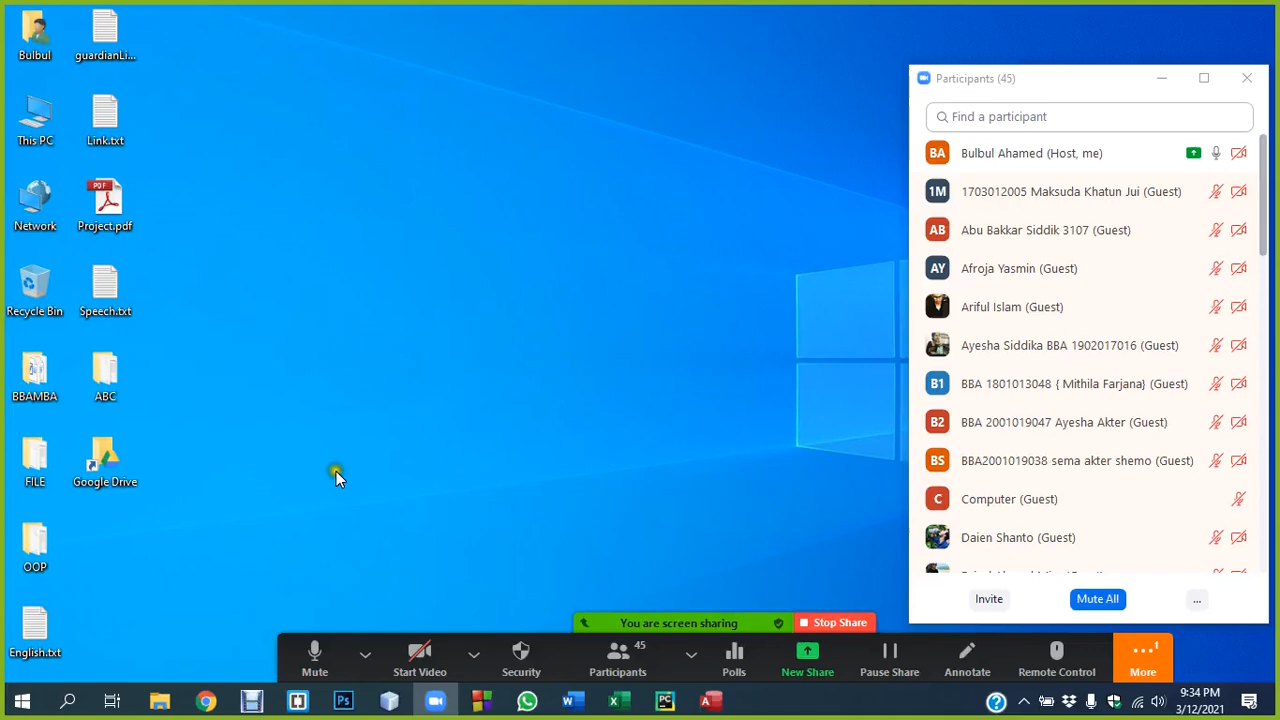 Bulbul
guardianLi...
This PC
Link.txt
Network
PDF
Project.pdf
Recycle Bin
Speech.txt
BBAMBA
ABC
FILE
Google Drive
OOP
English.txt
Participants (45)
Find a participant
BA Bulbul Ahamed (Host, me)
1M 1703012005 Maksuda Khatun Jui (Guest)
AB Abu Bakkar Siddik 3107 (Guest)
AY Afroja Yasmin (Guest)
Ariful Islam (Guest)
Ayesha Siddika BBA 1902017016 (Guest)
B1 BBA 1801013048 { Mithila Farjana} (Guest)
B2 BBA 2001019047 Ayesha Akter (Guest)
BS BBA2001019038 sema akter shemo (Guest)
C Computer (Guest)
Daien Shanto (Guest)
Invite Mute All ...
You are screen sharing Stop Share
45 1
Mute Start Video Security Participants Polls New Share Pause Share Annotate Remote Control More
Ps W X PC A
9:34 PM
3/12/2021